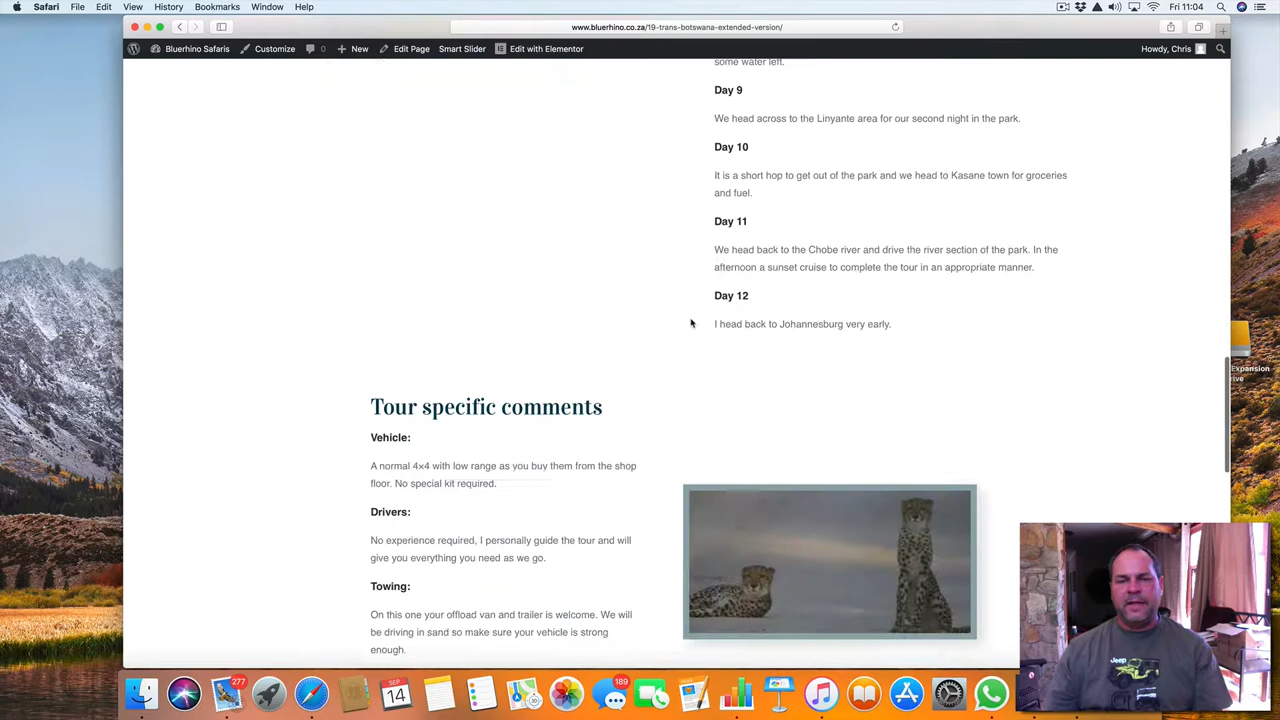 Safari File Edit View History Bookmarks Window Help Fri 11:04
www.bluerhino.co.za/19-trans-botswana-extended-version/
Bluerhino Safaris Customize 0 New Edit Page Smart Slider Edit with Elementor Howdy, Chris
some water left.
Day 9
We head across to the Linyante area for our second night in the park.
Day 10
It is a short hop to get out of the park and we head to Kasane town for groceries
and fuel.
Day 11
We head back to the Chobe river and drive the river section of the park. In the
afternoon a sunset cruise to complete the tour in an appropriate manner.
Day 12
I head back to Johannesburg very early.
Tour specific comments
Vehicle:
A normal 4×4 with low range as you buy them from the shop
floor. No special kit required.
Drivers:
No experience required, I personally guide the tour and will
give you everything you need as we go.
Towing:
On this one your offload van and trailer is welcome. We will
be driving in sand so make sure your vehicle is strong
enough.
Expansion
rive
Jeep
277
SEP
14
189